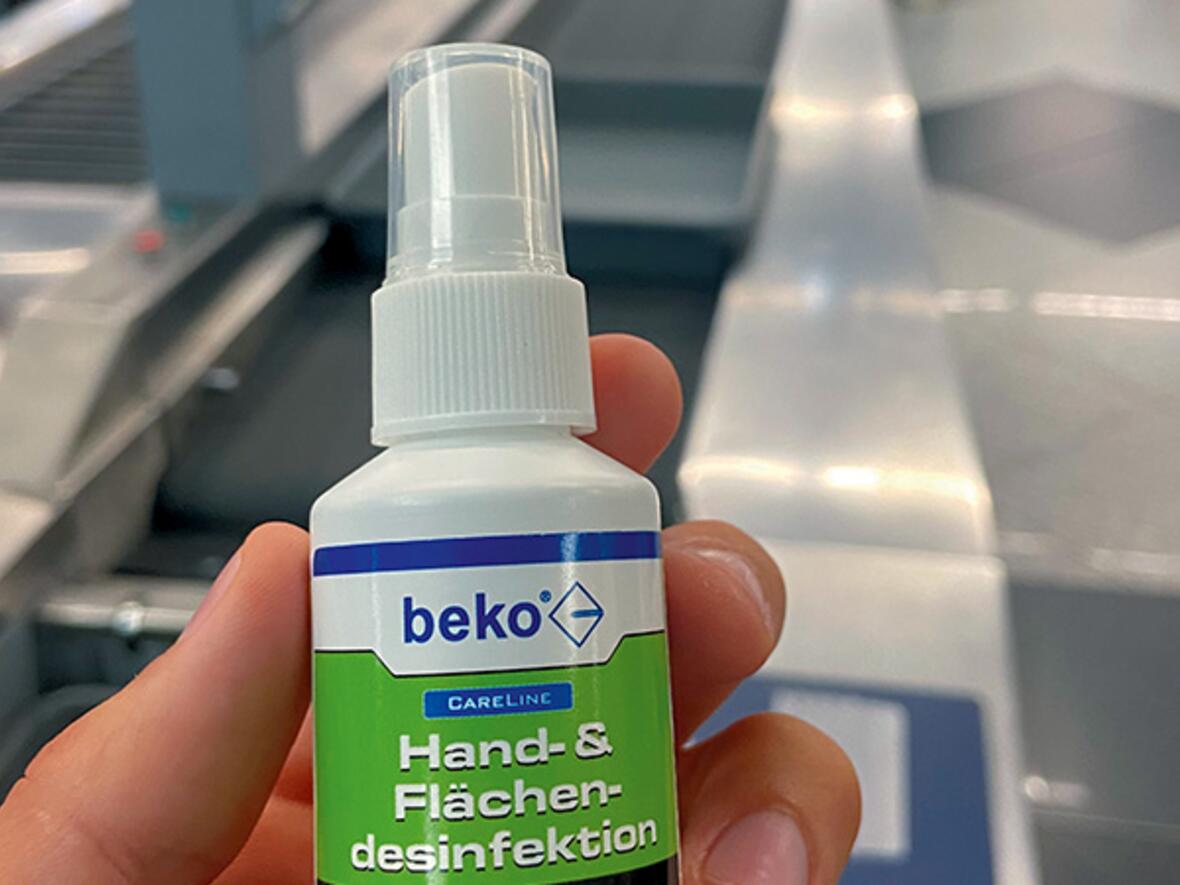 beko®
CARELINE
Hand- &
Flächen-
desinfektion